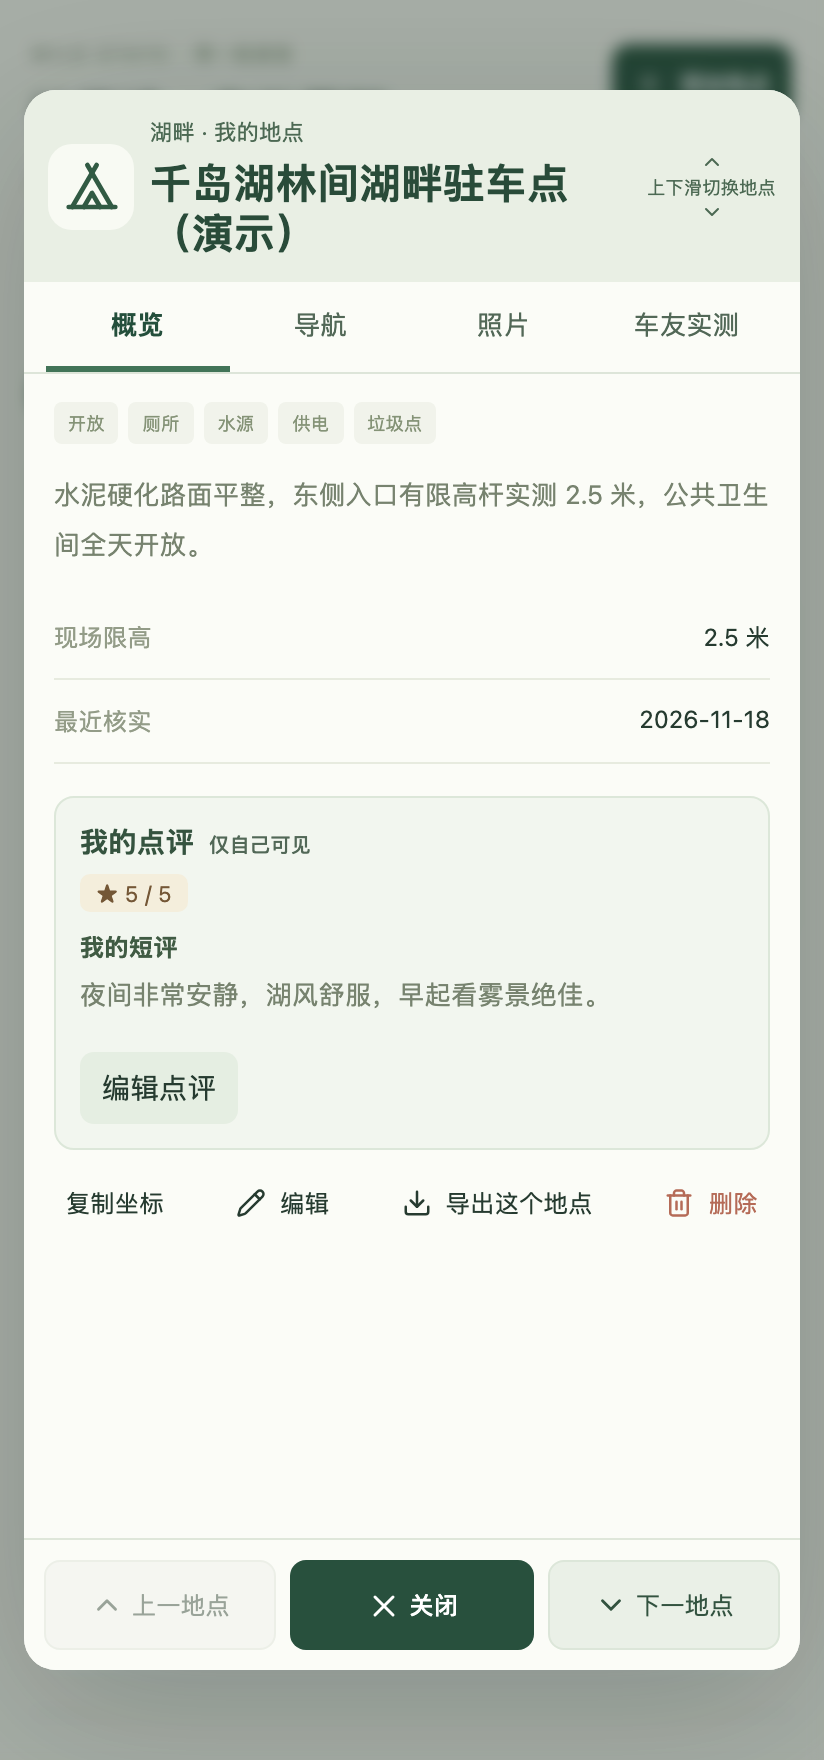 湖畔 · 我的地点
千岛湖林间湖畔驻车点
（演示）
上下滑切换地点
概览
导航
照片
车友实测
开放
厕所
水源
供电
垃圾点
水泥硬化路面平整，东侧入口有限高杆实测 2.5 米，公共卫生
间全天开放。
现场限高
2.5 米
最近核实
2026-11-18
我的点评 仅自己可见
★ 5 / 5
我的短评
夜间非常安静，湖风舒服，早起看雾景绝佳。
编辑点评
复制坐标
编辑
导出这个地点
删除
上一地点
关闭
下一地点